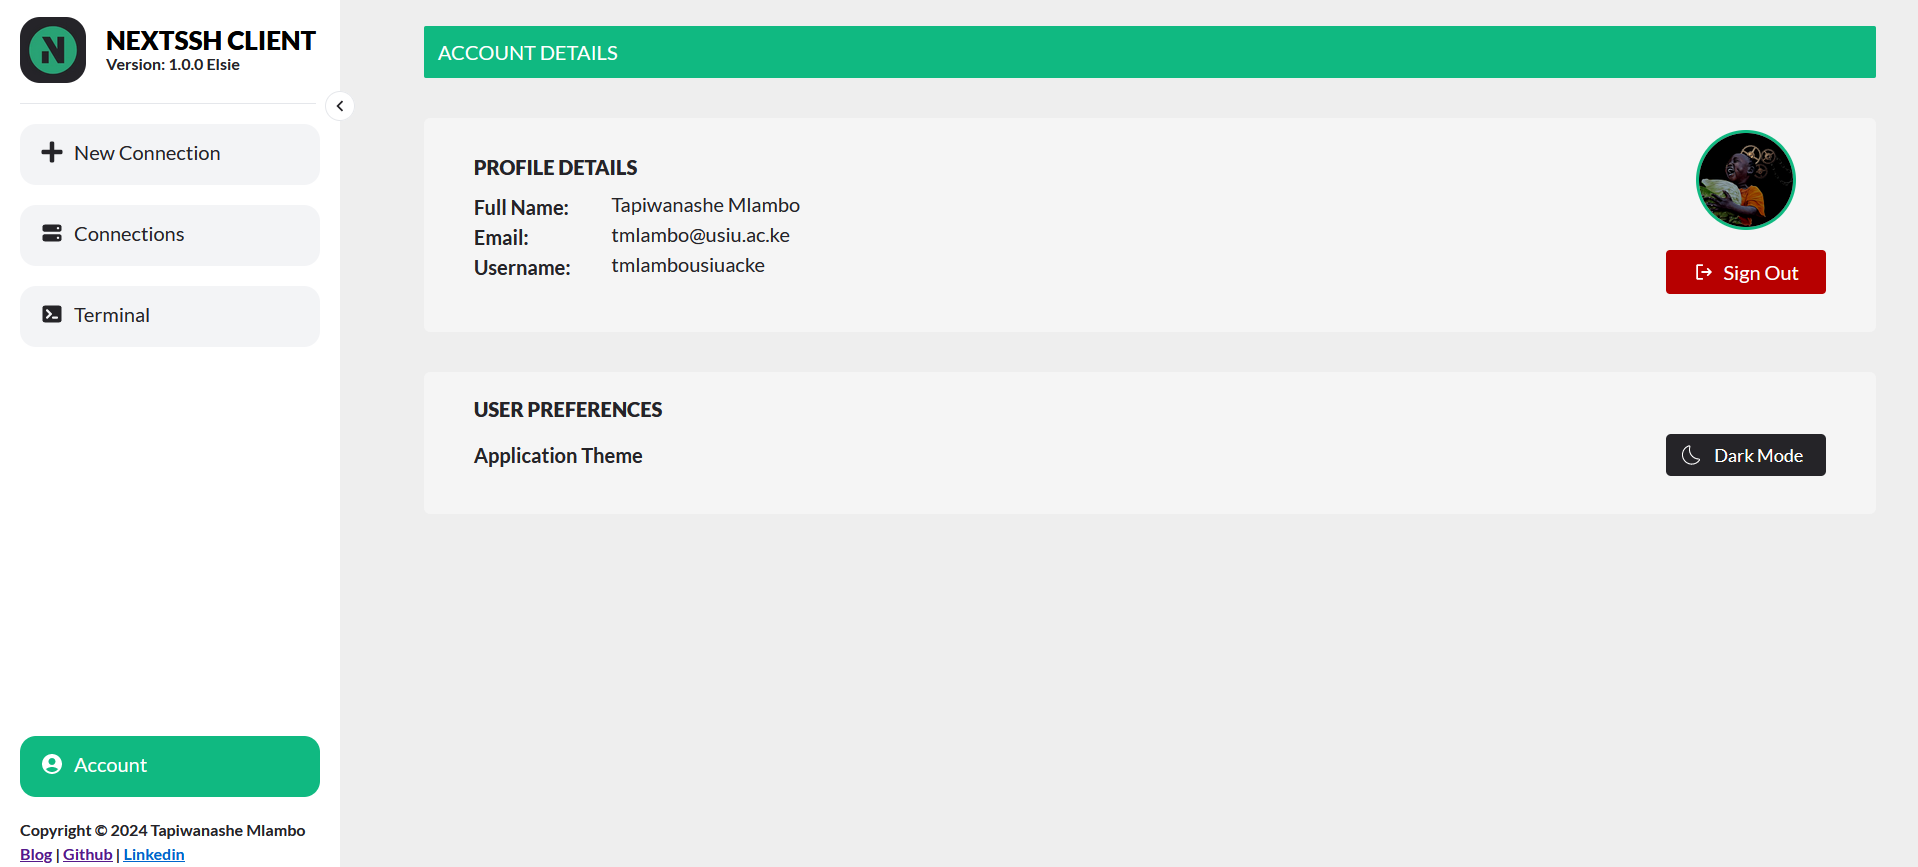 NEXTSSH CLIENT
Version: 1.0.0 Elsie
New Connection
Connections
Terminal
Account
Copyright © 2024 Tapiwanashe Mlambo
Blog | Github | Linkedin
ACCOUNT DETAILS
PROFILE DETAILS
Full Name: Tapiwanashe Mlambo
Email: tmlambo@usiu.ac.ke
Username: tmlambousiuacke
Sign Out
USER PREFERENCES
Application Theme
Dark Mode